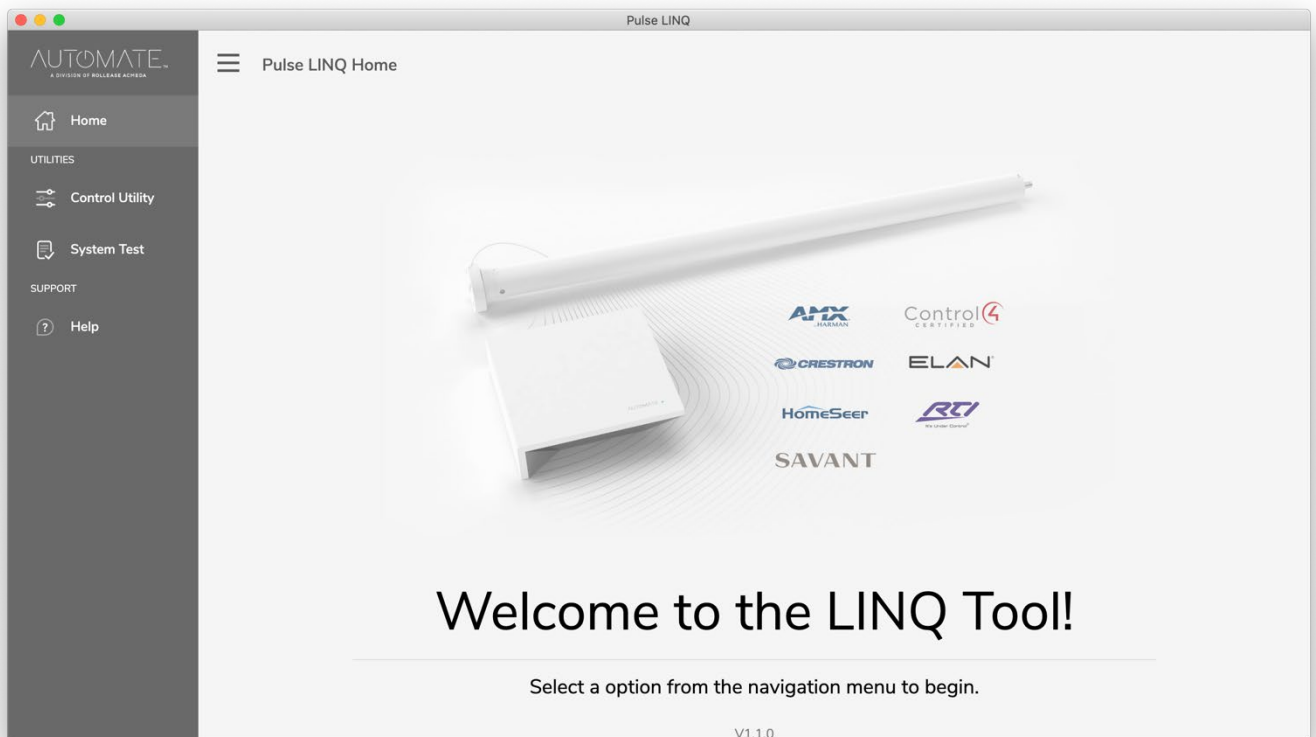 Pulse LINQ
AUTOMATE™
A DIVISION OF ROLLEASE ACMEDA
Pulse LINQ Home
Home
UTILITIES
Control Utility
System Test
SUPPORT
Help
AMX
HARMAN
Control4
CERTIFIED
CRESTRON
ELAN
HomeSeer
RTI
SAVANT
Welcome to the LINQ Tool!
Select a option from the navigation menu to begin.
V1.1.0